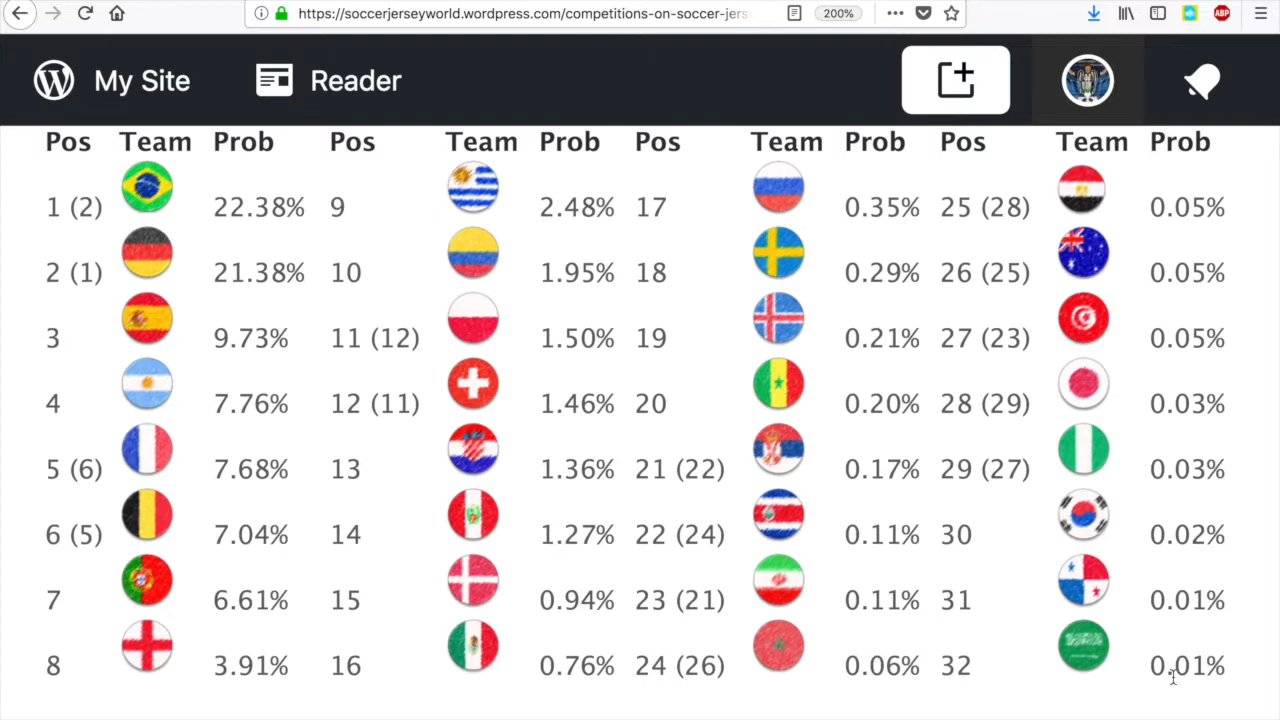 https://soccerjerseyworld.wordpress.com/competitions-on-soccer-jers
200%
My Site Reader
Pos Team Prob Pos Team Prob Pos Team Prob Pos Team Prob
1 (2) 22.38% 9 2.48% 17 0.35% 25 (28) 0.05%
2 (1) 21.38% 10 1.95% 18 0.29% 26 (25) 0.05%
3 9.73% 11 (12) 1.50% 19 0.21% 27 (23) 0.05%
4 7.76% 12 (11) 1.46% 20 0.20% 28 (29) 0.03%
5 (6) 7.68% 13 1.36% 21 (22) 0.17% 29 (27) 0.03%
6 (5) 7.04% 14 1.27% 22 (24) 0.11% 30 0.02%
7 6.61% 15 0.94% 23 (21) 0.11% 31 0.01%
8 3.91% 16 0.76% 24 (26) 0.06% 32 0.01%